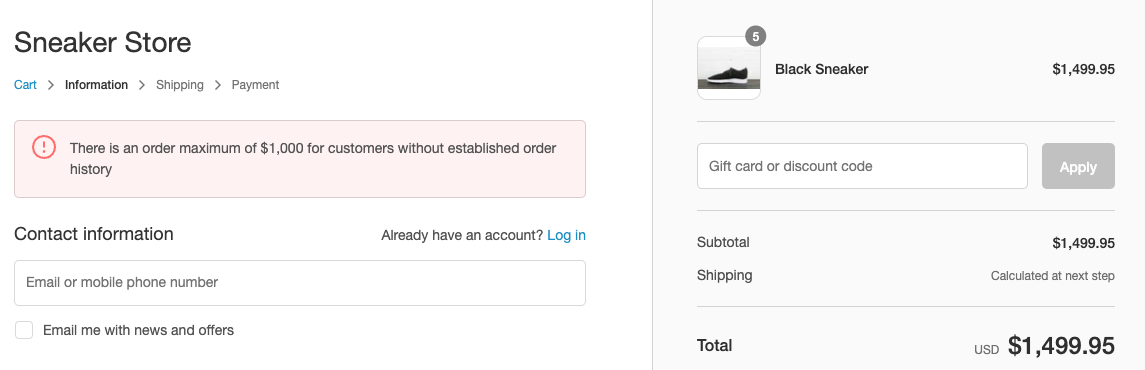 Sneaker Store
Cart > Information > Shipping > Payment
There is an order maximum of $1,000 for customers without established order
history
Contact information
Already have an account? Log in
Email or mobile phone number
Email me with news and offers
5
Black Sneaker
$1,499.95
Gift card or discount code
Apply
Subtotal
$1,499.95
Shipping
Calculated at next step
Total
USD $1,499.95